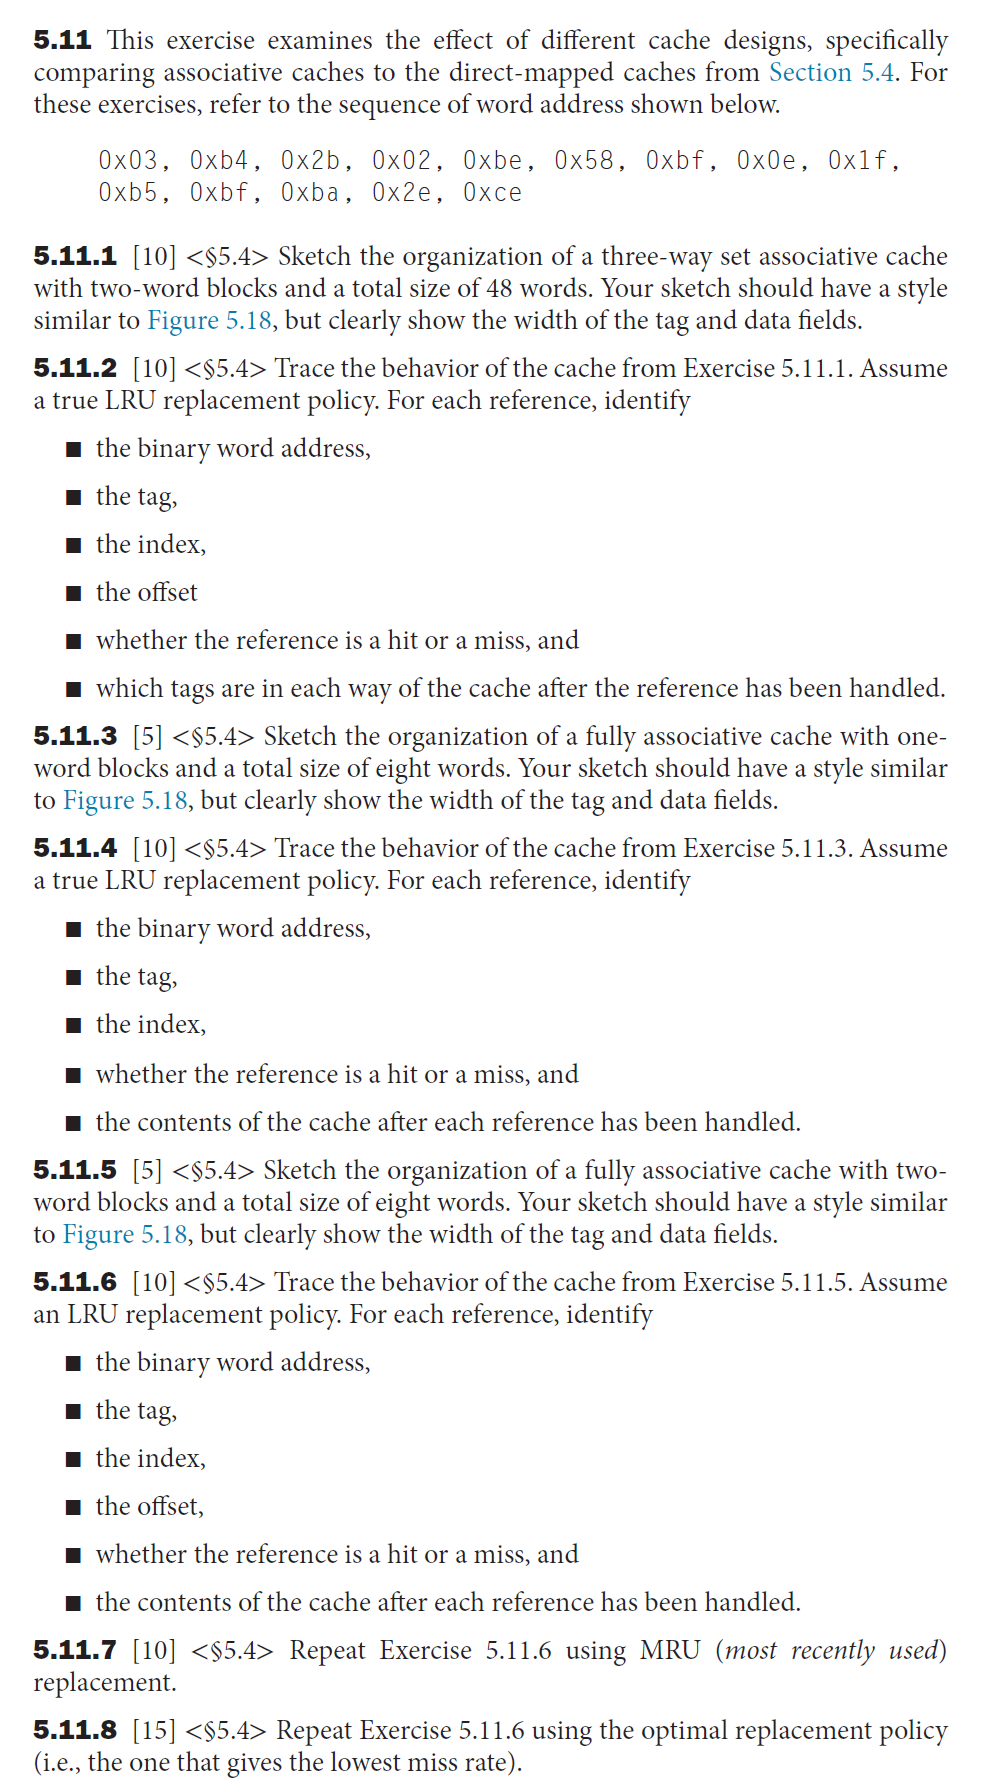 5.11 This exercise examines the effect of different cache designs, specifically
comparing associative caches to the direct-mapped caches from Section 5.4. For
these exercises, refer to the sequence of word address shown below.
0x03, 0xb4, 0x2b, 0x02, 0xbe, 0x58, 0xbf, 0x0e, 0x1f,
0xb5, 0xbf, 0xba, 0x2e, 0xce
5.11.1 [10] <§5.4> Sketch the organization of a three-way set associative cache
with two-word blocks and a total size of 48 words. Your sketch should have a style
similar to Figure 5.18, but clearly show the width of the tag and data fields.
5.11.2 [10] <§5.4> Trace the behavior of the cache from Exercise 5.11.1. Assume
a true LRU replacement policy. For each reference, identify
■ the binary word address,
■ the tag,
■ the index,
■ the offset
■ whether the reference is a hit or a miss, and
■ which tags are in each way of the cache after the reference has been handled.
5.11.3 [5] <§5.4> Sketch the organization of a fully associative cache with one-
word blocks and a total size of eight words. Your sketch should have a style similar
to Figure 5.18, but clearly show the width of the tag and data fields.
5.11.4 [10] <§5.4> Trace the behavior of the cache from Exercise 5.11.3. Assume
a true LRU replacement policy. For each reference, identify
■ the binary word address,
■ the tag,
■ the index,
■ whether the reference is a hit or a miss, and
■ the contents of the cache after each reference has been handled.
5.11.5 [5] <§5.4> Sketch the organization of a fully associative cache with two-
word blocks and a total size of eight words. Your sketch should have a style similar
to Figure 5.18, but clearly show the width of the tag and data fields.
5.11.6 [10] <§5.4> Trace the behavior of the cache from Exercise 5.11.5. Assume
an LRU replacement policy. For each reference, identify
■ the binary word address,
■ the tag,
■ the index,
■ the offset,
■ whether the reference is a hit or a miss, and
■ the contents of the cache after each reference has been handled.
5.11.7 [10] <§5.4> Repeat Exercise 5.11.6 using MRU (most recently used)
replacement.
5.11.8 [15] <§5.4> Repeat Exercise 5.11.6 using the optimal replacement policy
(i.e., the one that gives the lowest miss rate).